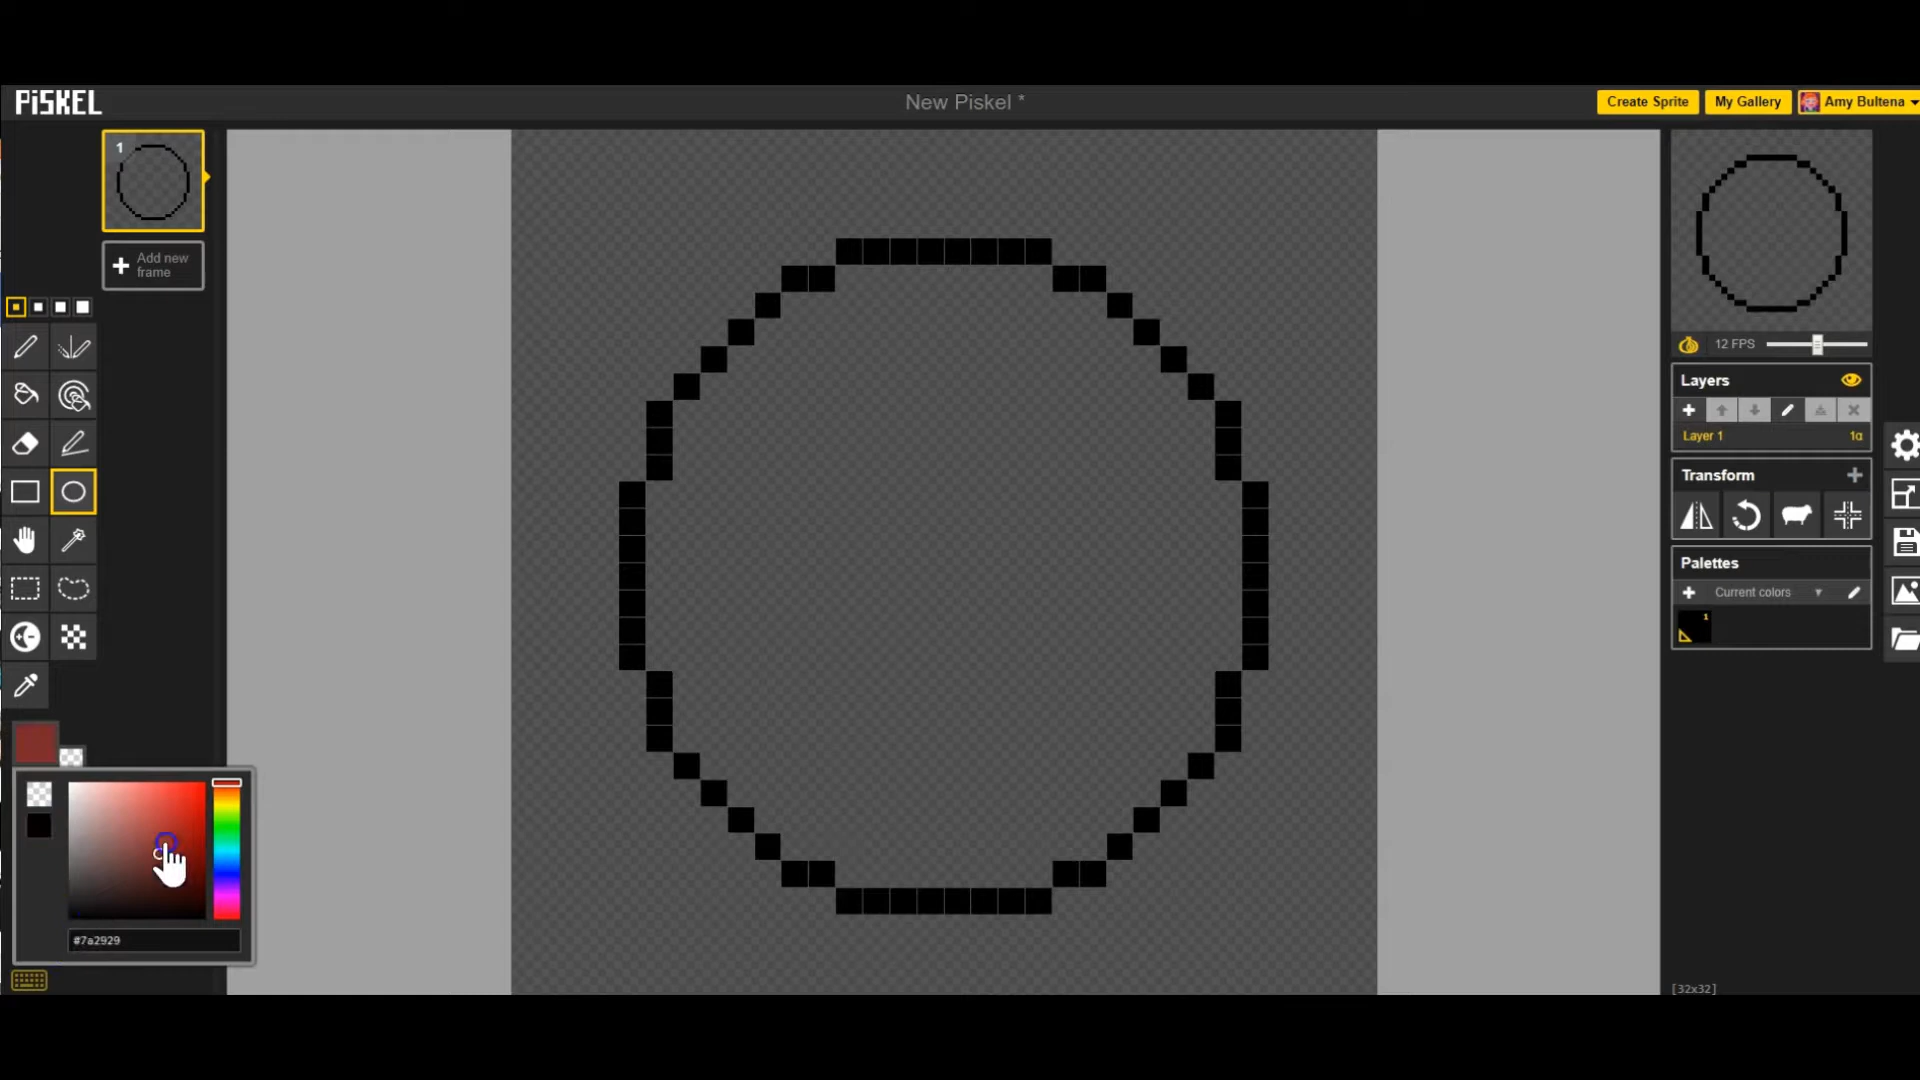 PiSKEL
New Piskel *
Create Sprite
My Gallery
Amy Bultena
1
Add new
frame
12 FPS
Layers
Layer 1
1α
Transform
Palettes
Current colors
1
#7a2929
[32x32]